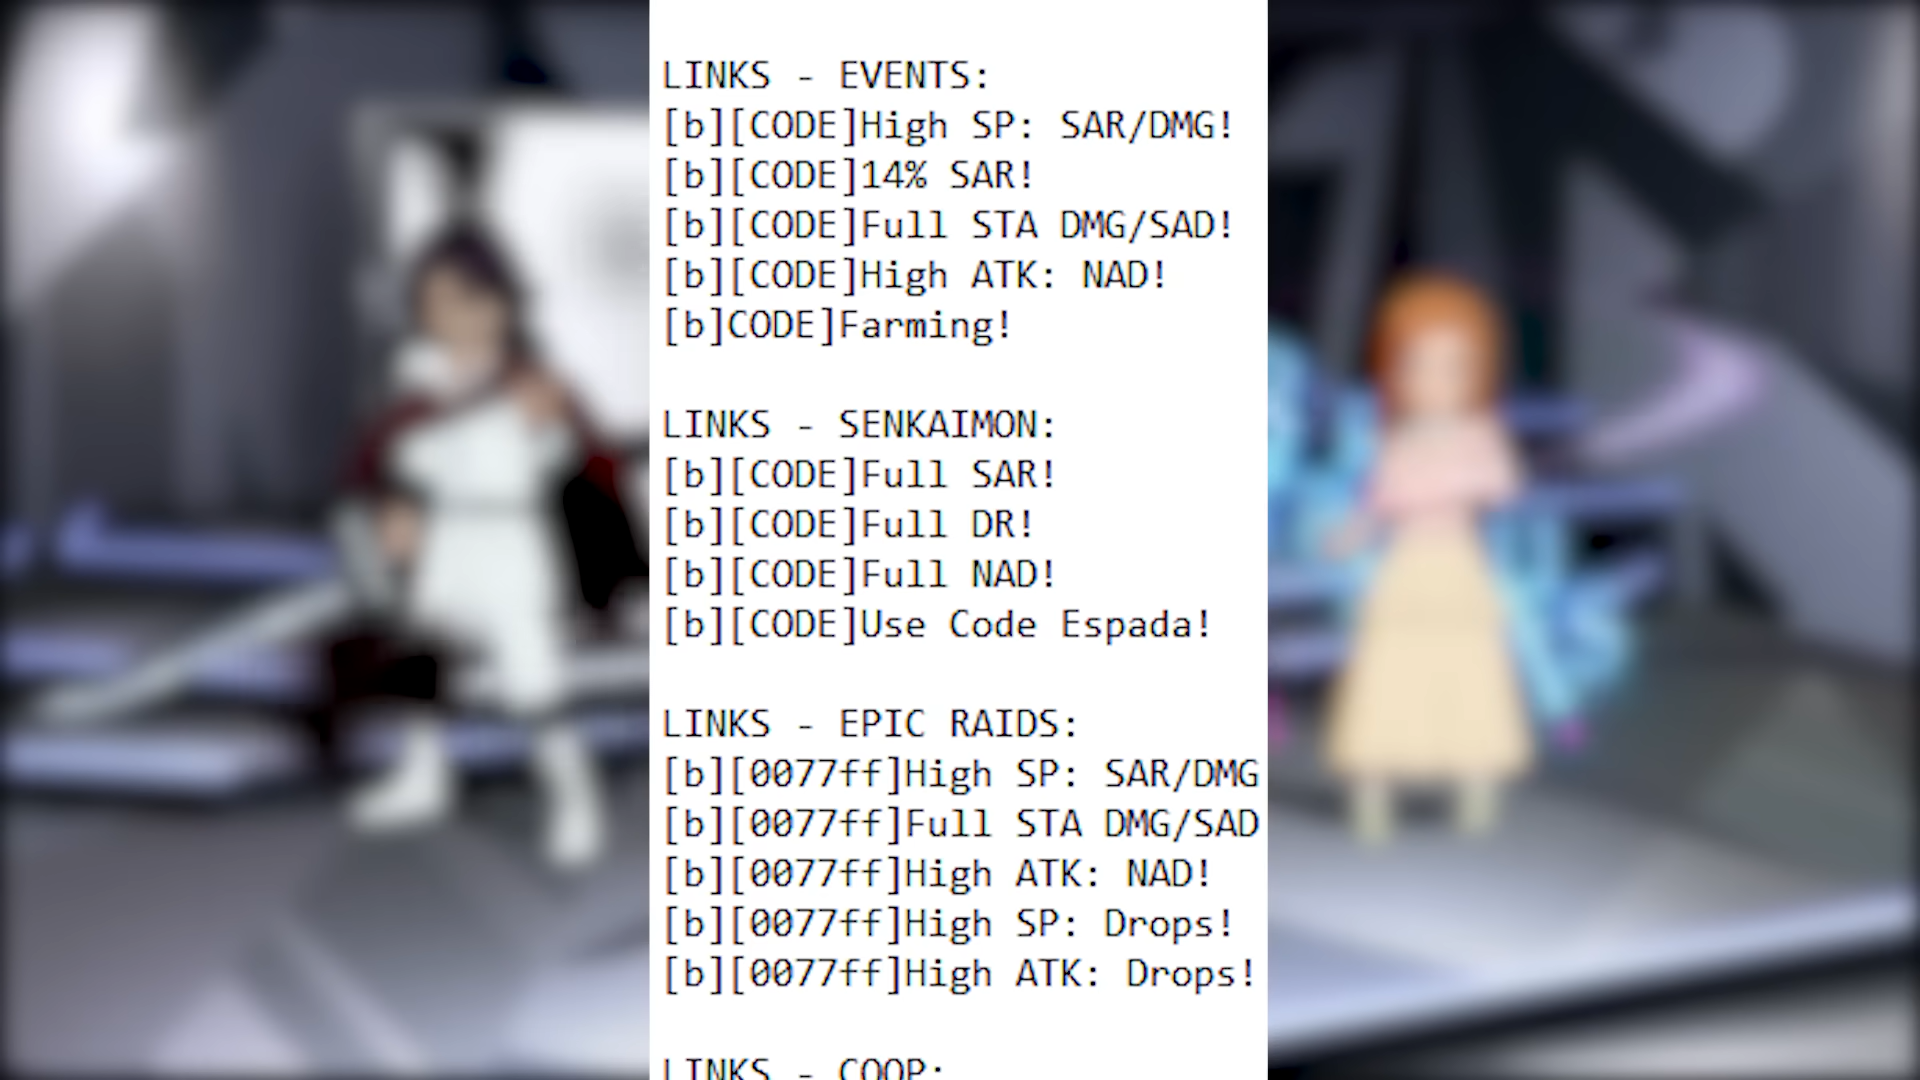 LINKS - EVENTS:
[b][CODE]High SP: SAR/DMG!
[b][CODE]14% SAR!
[b][CODE]Full STA DMG/SAD!
[b][CODE]High ATK: NAD!
[b]CODE]Farming!
LINKS - SENKAIMON:
[b][CODE]Full SAR!
[b][CODE]Full DR!
[b][CODE]Full NAD!
[b][CODE]Use Code Espada!
LINKS - EPIC RAIDS:
[b][0077ff]High SP: SAR/DMG
[b][0077ff]Full STA DMG/SAD
[b][0077ff]High ATK: NAD!
[b][0077ff]High SP: Drops!
[b][0077ff]High ATK: Drops!
LINKS - COOP: